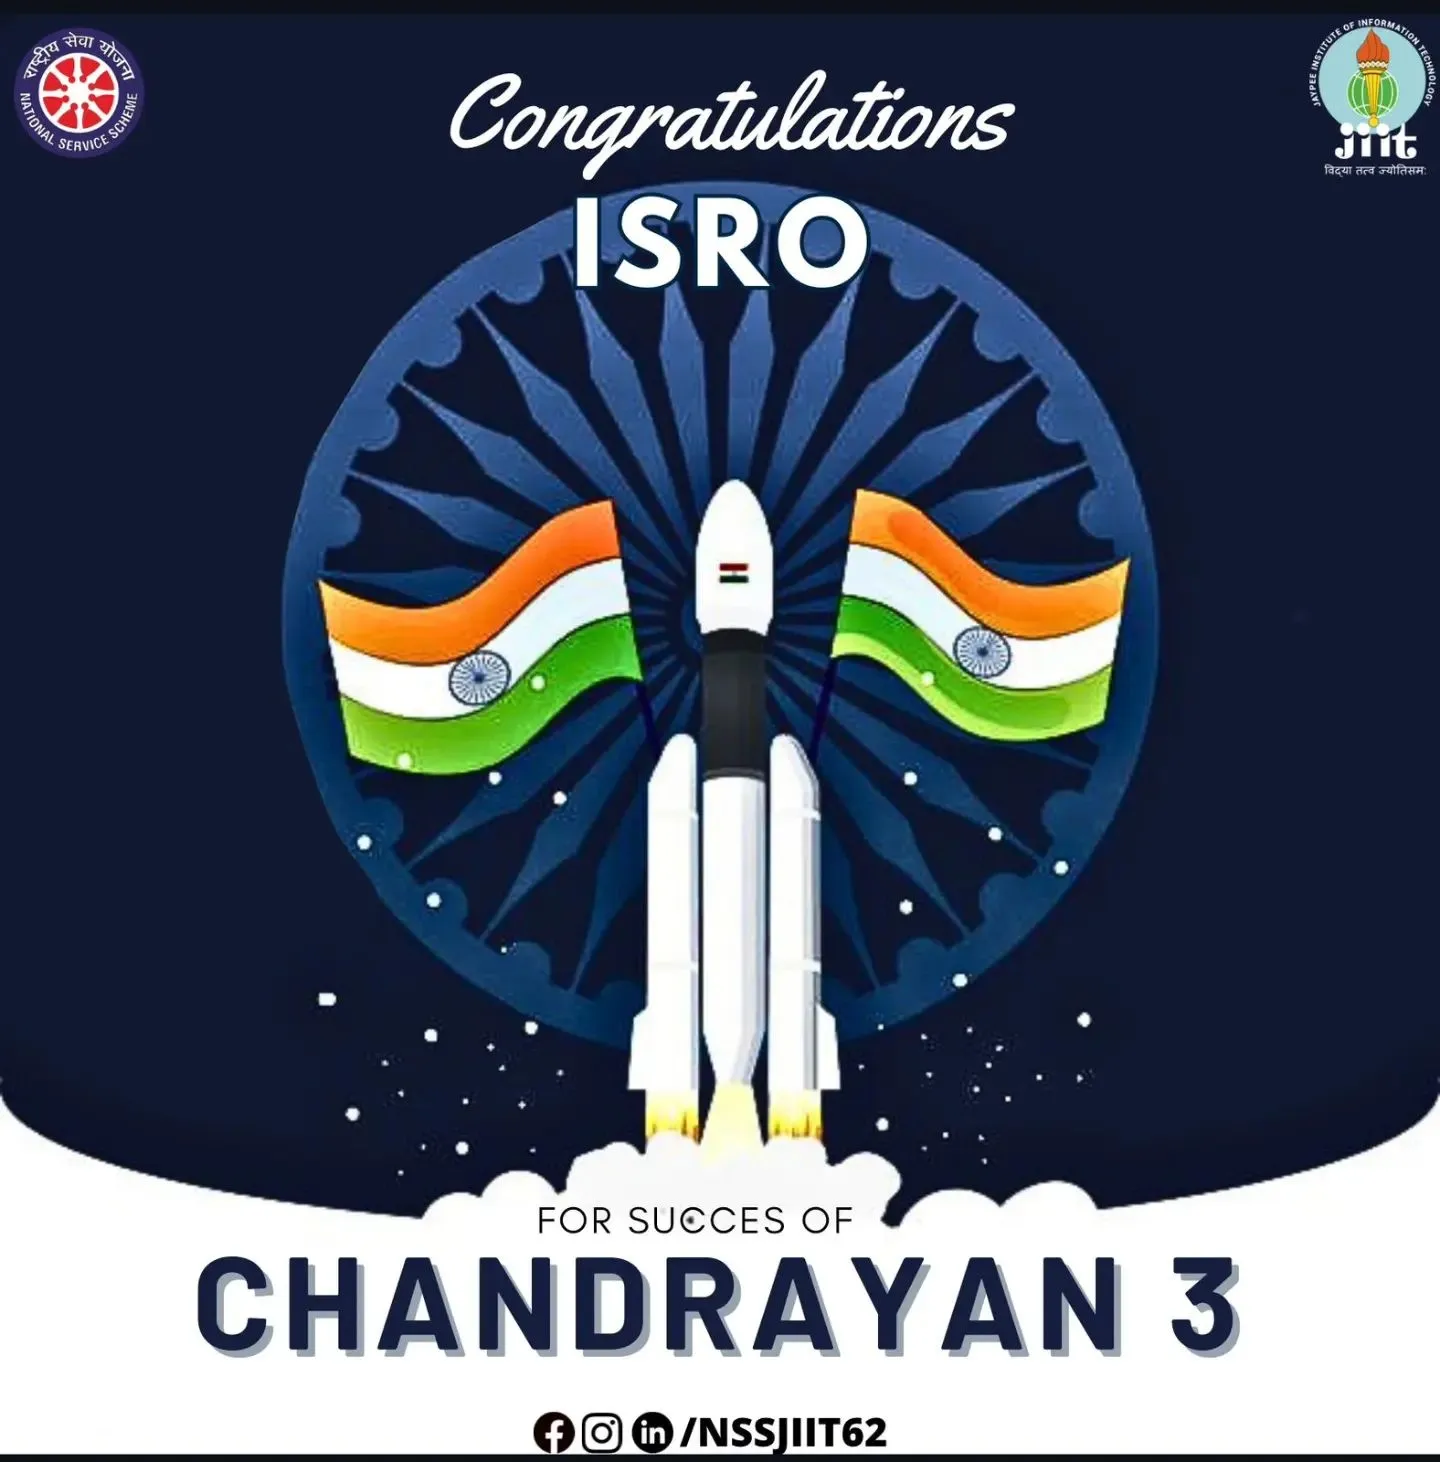 राष्ट्रीय सेवा योजना
NATIONAL SERVICE SCHEME
JAYPEE INSTITUTE OF INFORMATION TECHNOLOGY
jiit
विद्या तत्व ज्योतिसम:
Congratulations
ISRO
FOR SUCCES OF
CHANDRAYAN 3
in /NSSJIIT62